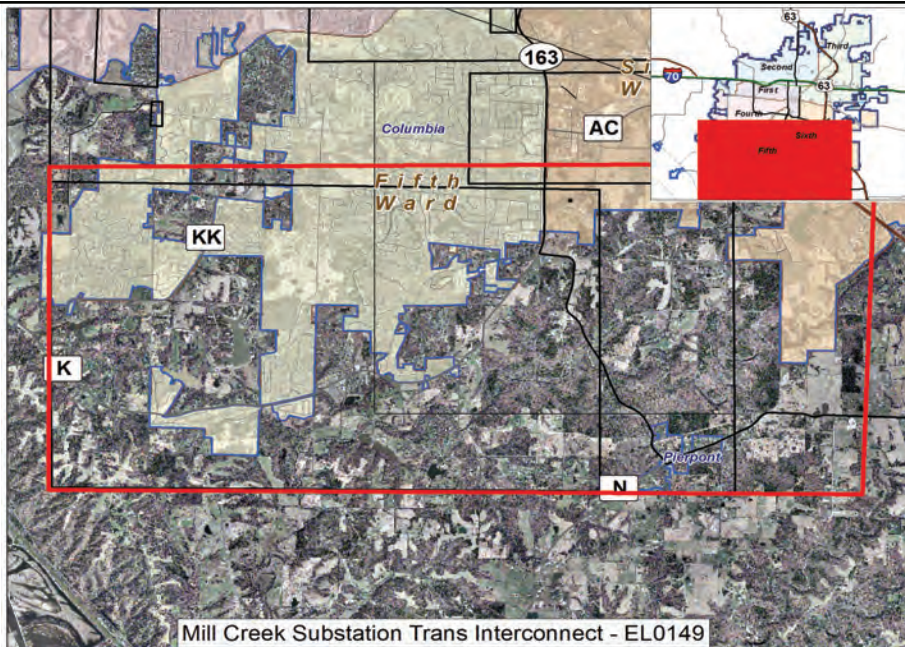 163
63
Third
Second
70
First
63
Fourth
Sixth
Fifth
Si
W
AC
Columbia
Fifth
Ward
KK
K
Pierpont
N
Mill Creek Substation Trans Interconnect - EL0149